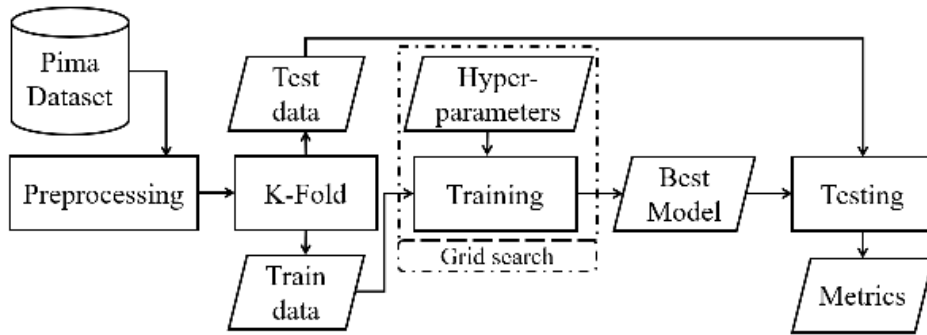 Pima
Dataset
Test
data
Hyper-
parameters
Preprocessing
K-Fold
Training
Best
Model
Testing
Grid search
Train
data
Metrics